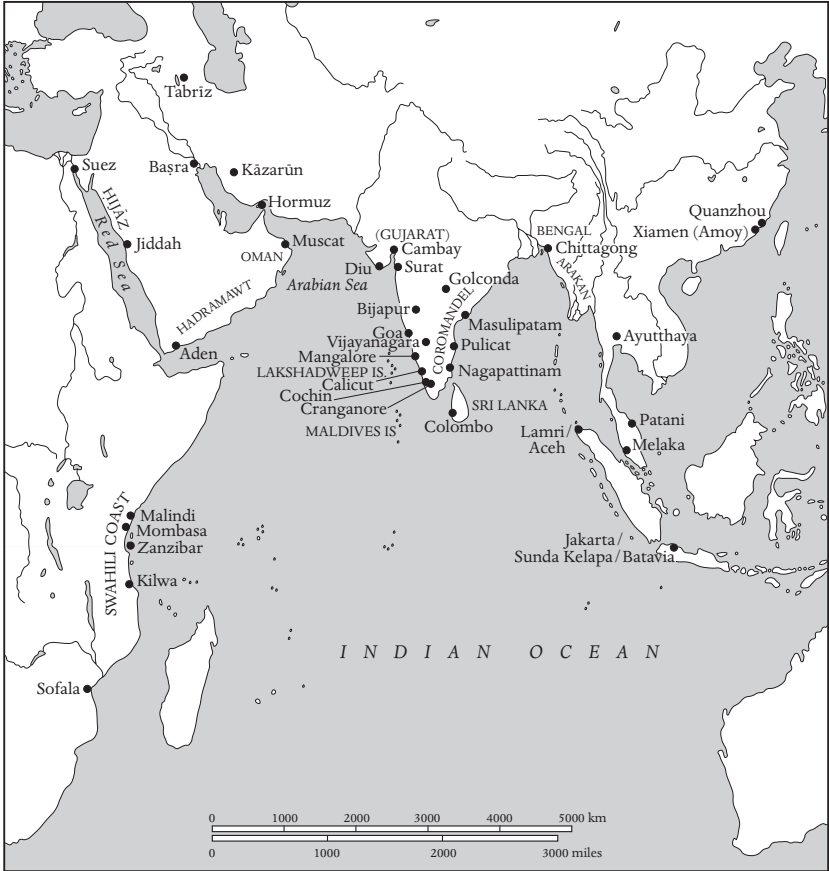 Tabrīz
Suez
Baṣra
Kāzarūn
Hormuz
HIJĀZ
Red Sea
Jiddah
OMAN
Muscat
(GUJARAT)
Cambay
Diu
Surat
Arabian Sea
HADRAMAWT
Aden
Golconda
Bijapur
COROMANDEL
Masulipatam
Goa
Vijayanagara
Pulicat
Mangalore
LAKSHADWEEP IS.
Nagapattinam
Calicut
Cochin
Cranganore
SRI LANKA
MALDIVES IS
Colombo
BENGAL
Chittagong
ARAKAN
Quanzhou
Xiamen (Amoy)
Ayutthaya
Patani
Lamri/
Aceh
Melaka
Jakarta/
Sunda Kelapa/Batavia
SWAHILI COAST
Malindi
Mombasa
Zanzibar
Kilwa
Sofala
INDIAN OCEAN
0 1000 2000 3000 4000 5000 km
0 1000 2000 3000 miles